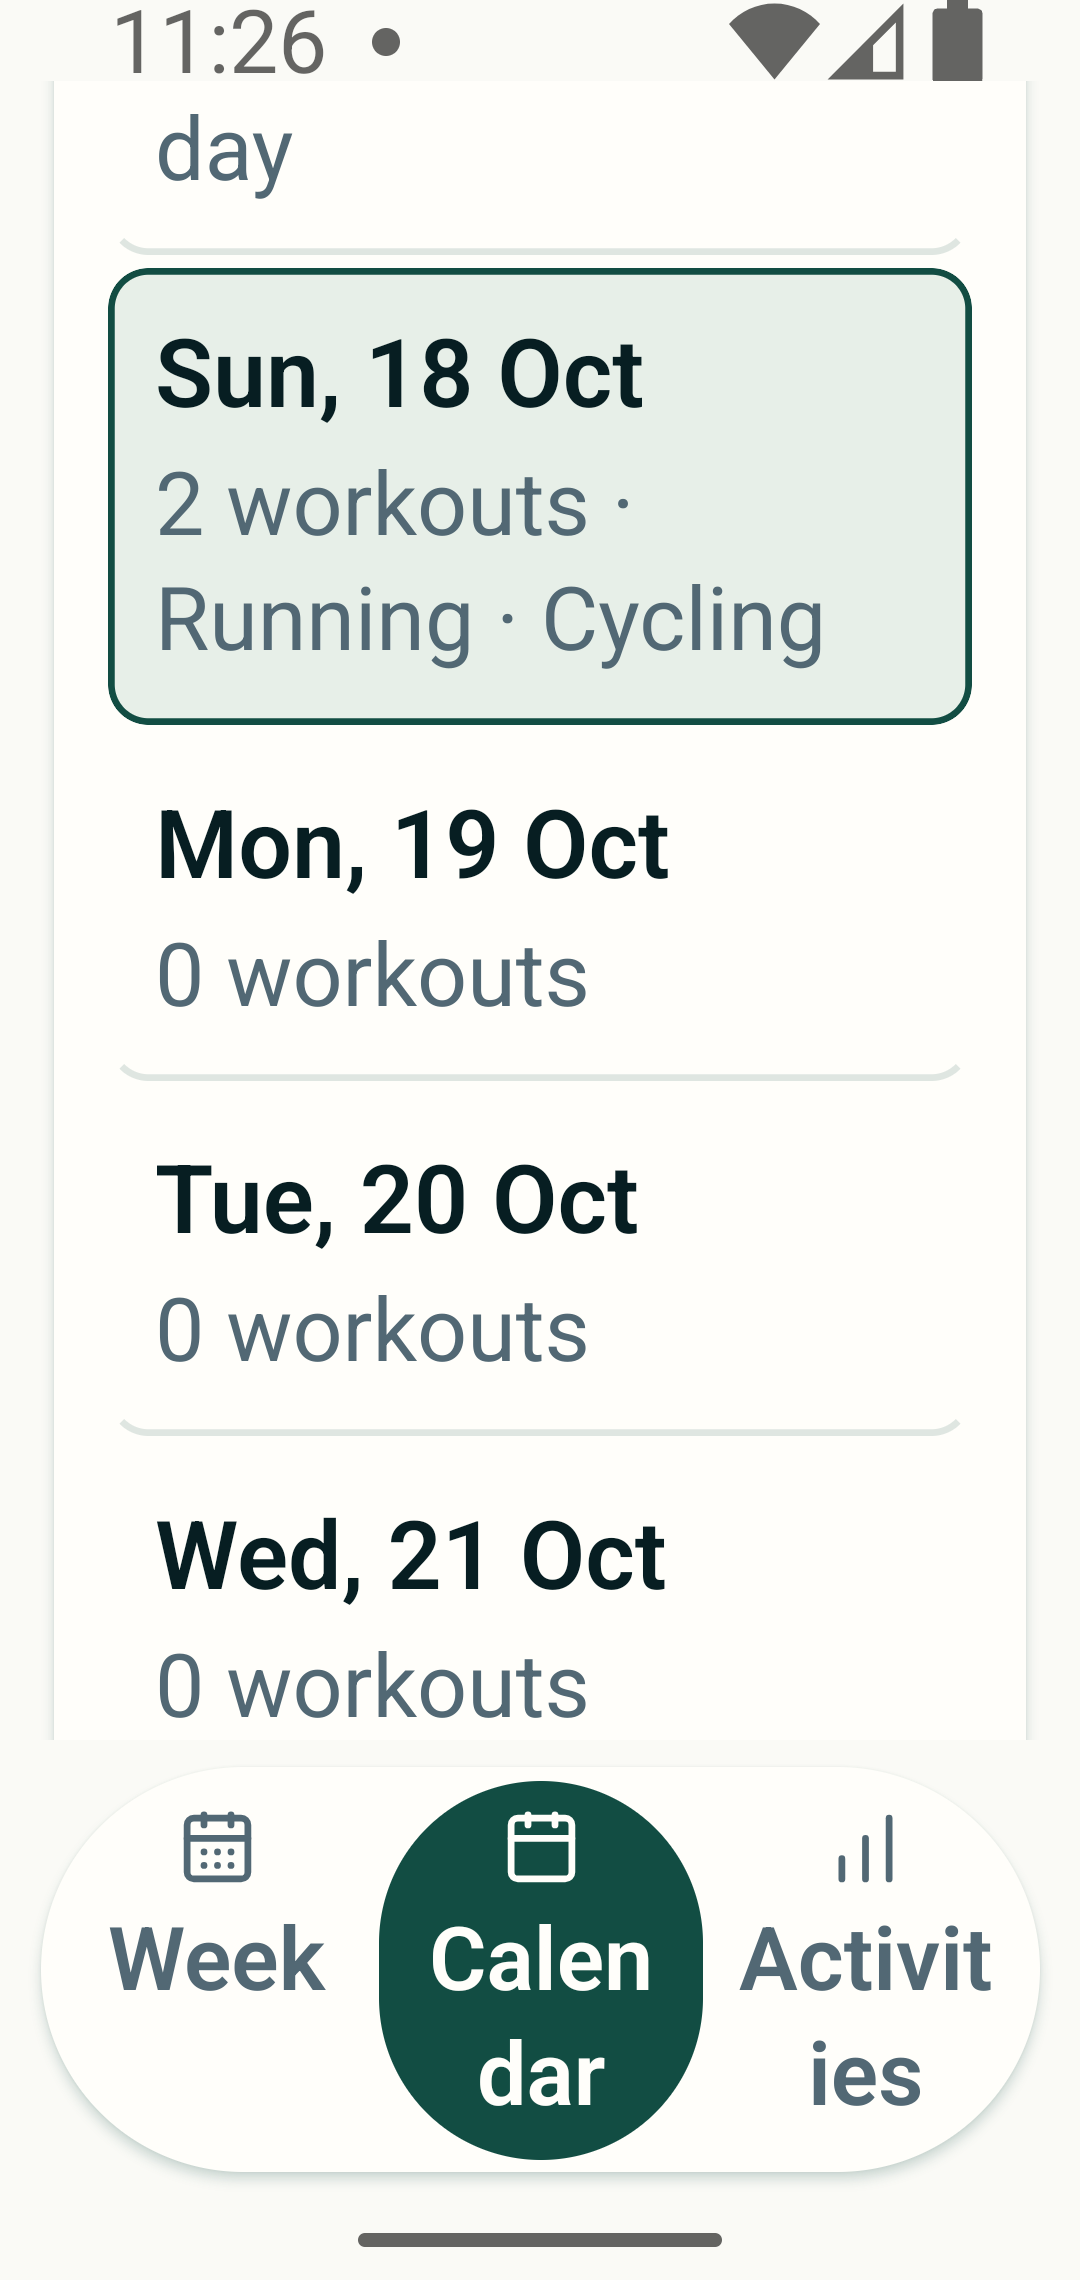 11:26
day
Sun, 18 Oct
2 workouts ·
Running · Cycling
Mon, 19 Oct
0 workouts
Tue, 20 Oct
0 workouts
Wed, 21 Oct
0 workouts
Week
Calen
dar
Activit
ies